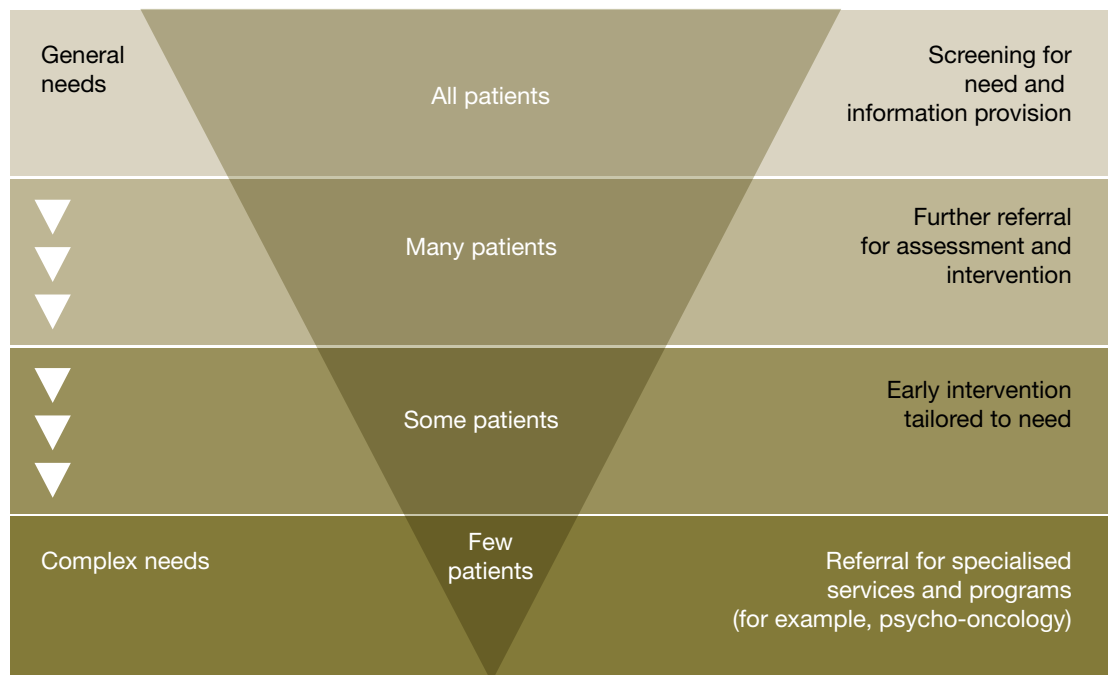 General
needs
All patients
Screening for
need and
information provision
Many patients
Further referral
for assessment and
intervention
Some patients
Early intervention
tailored to need
Complex needs
Few
patients
Referral for specialised
services and programs
(for example, psycho-oncology)